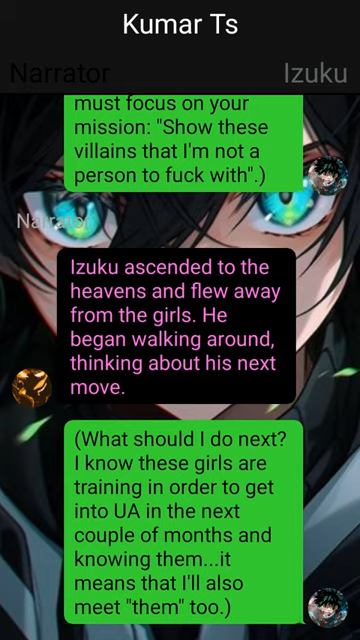 Kumar Ts
Narrator
Izuku
must focus on your
mission: "Show these
villains that I'm not a
person to fuck with".)
Narrator
Izuku ascended to the
heavens and flew away
from the girls. He
began walking around,
thinking about his next
move.
(What should I do next?
I know these girls are
training in order to get
into UA in the next
couple of months and
knowing them...it
means that I'll also
meet "them" too.)